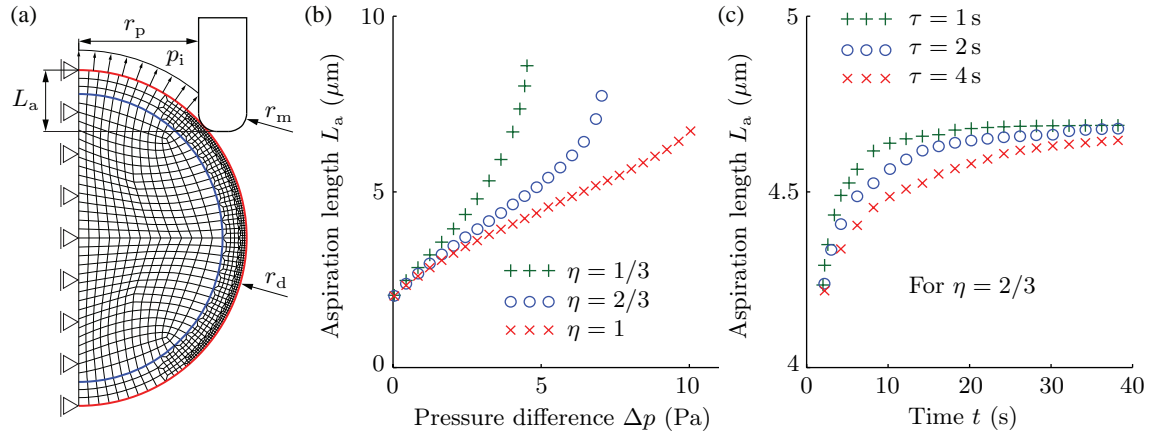 (a)
r_p
p_i
L_a
r_m
r_d
(b)
10
5
0
Aspiration length L_a (μm)
η = 1/3
η = 2/3
η = 1
0 5 10
Pressure difference Δp (Pa)
(c)
5
4.5
4
Aspiration length L_a (μm)
τ = 1 s
τ = 2 s
τ = 4 s
For η = 2/3
0 10 20 30 40
Time t (s)